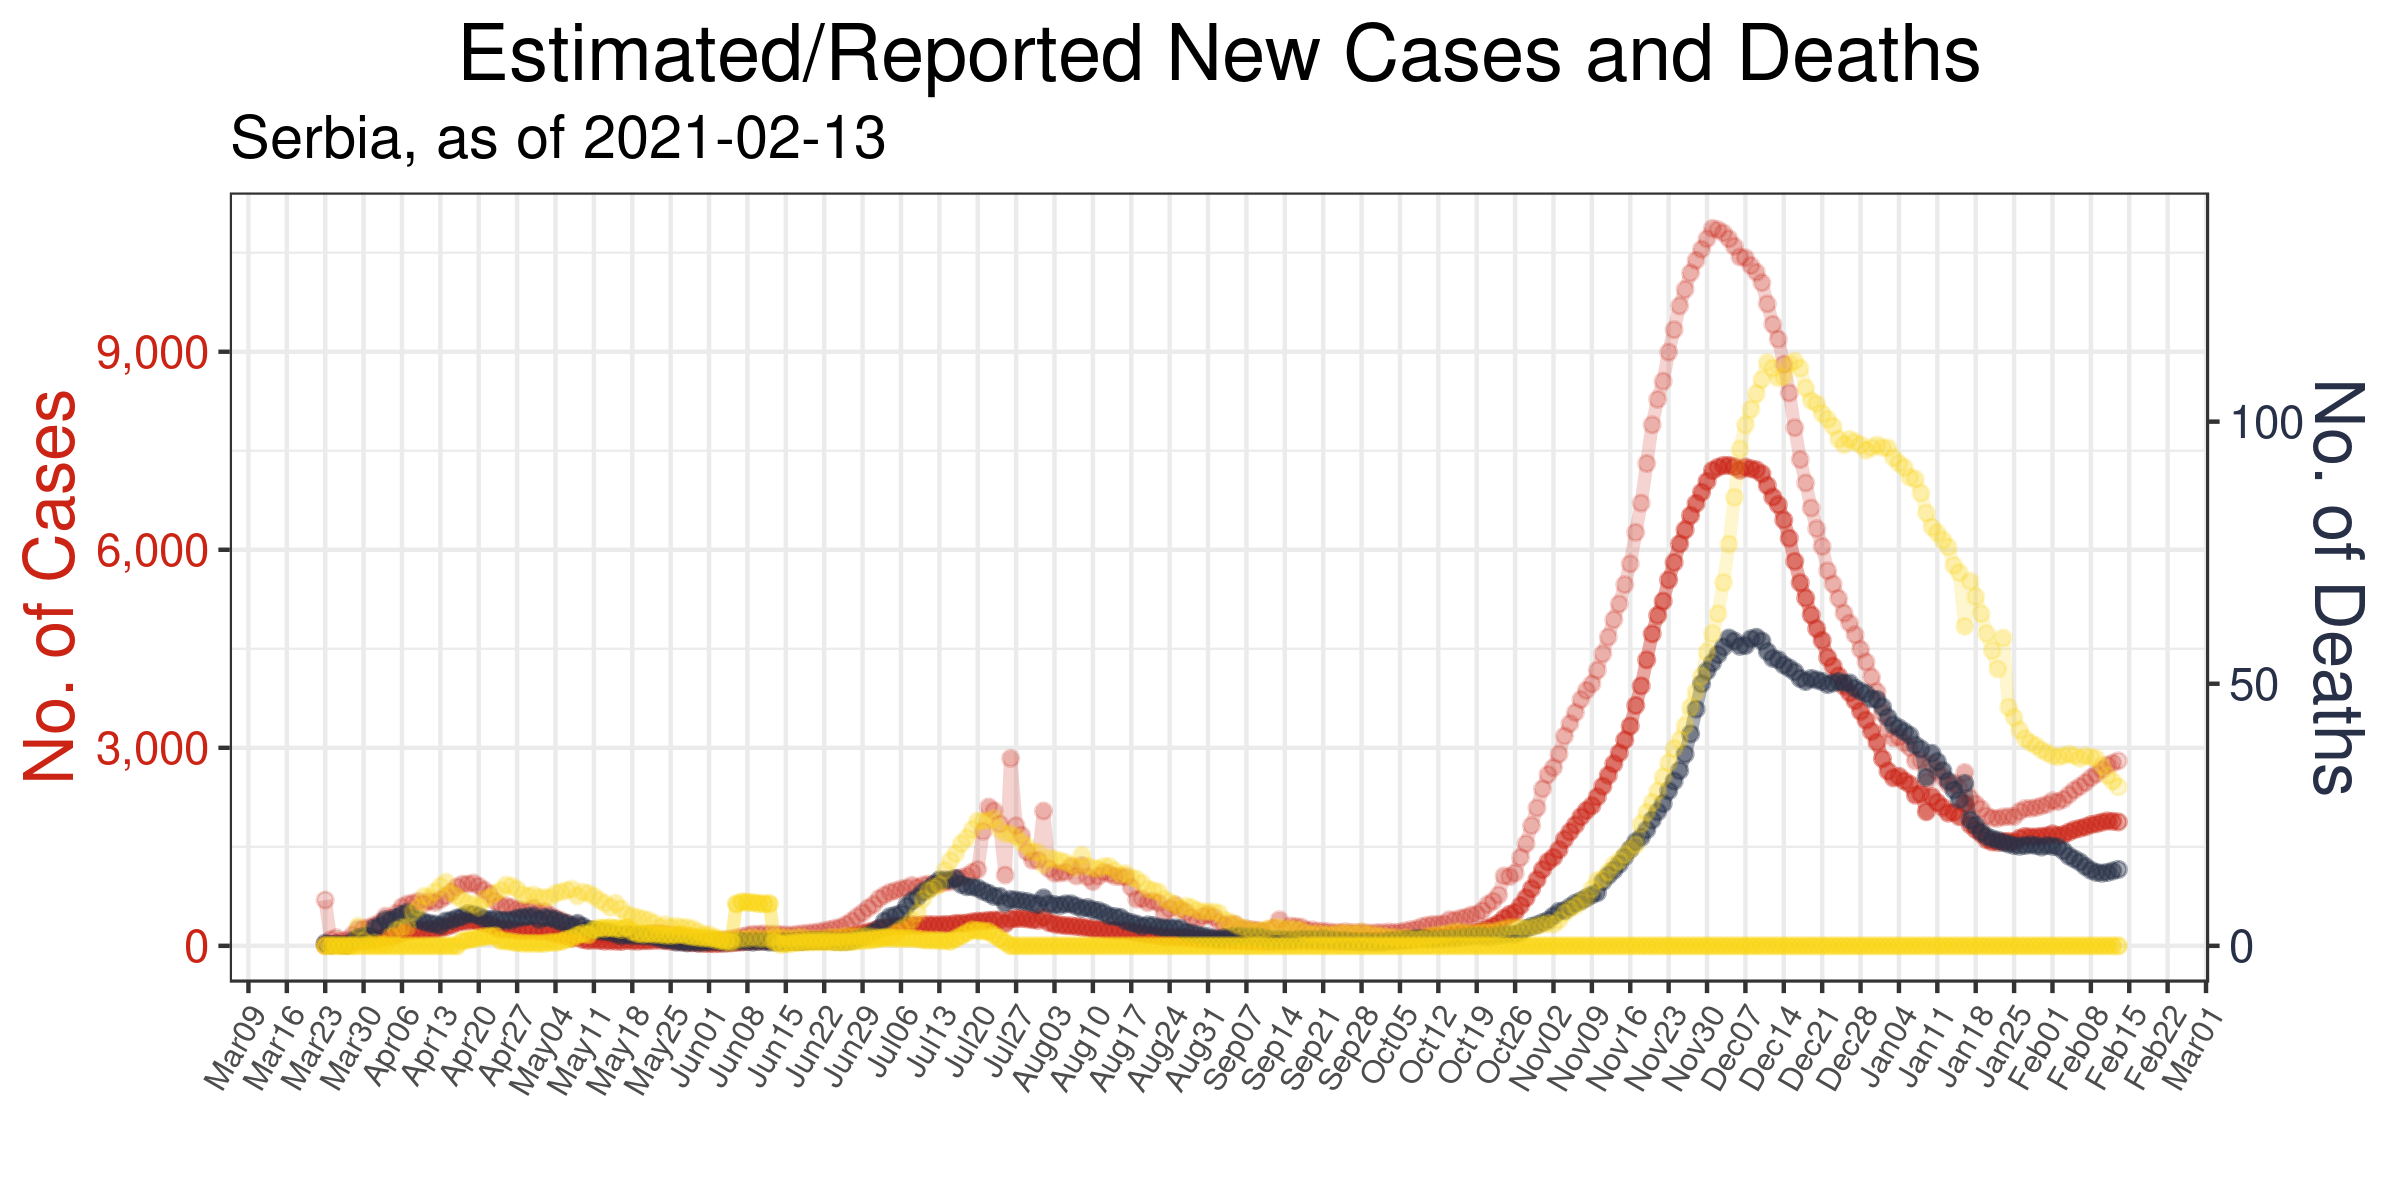 Estimated/Reported New Cases and Deaths
Serbia, as of 2021-02-13
No. of Cases
9,000
6,000
3,000
0
No. of Deaths
100
50
0
Mar09 Mar16 Mar23 Mar30 Apr06 Apr13 Apr20 Apr27 May04 May11 May18 May25 Jun01 Jun08 Jun15 Jun22 Jun29 Jul06 Jul13 Jul20 Jul27 Aug03 Aug10 Aug17 Aug24 Aug31 Sep07 Sep14 Sep21 Sep28 Oct05 Oct12 Oct19 Oct26 Nov02 Nov09 Nov16 Nov23 Nov30 Dec07 Dec14 Dec21 Dec28 Jan04 Jan11 Jan18 Jan25 Feb01 Feb08 Feb15 Feb22 Mar01